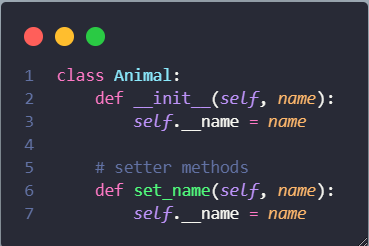 1 class Animal:
2     def __init__(self, name):
3         self.__name = name
4
5     # setter methods
6     def set_name(self, name):
7         self.__name = name